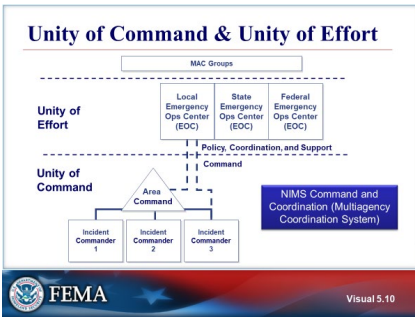 Unity of Command & Unity of Effort
MAC Groups
Unity of
Effort
Local
Emergency
Ops Center
(EOC)
State
Emergency
Ops Center
(EOC)
Federal
Emergency
Ops Center
(EOC)
Policy, Coordination, and Support
Command
Unity of
Command
Area
Command
NIMS Command and
Coordination (Multiagency
Coordination System)
Incident
Commander
1
Incident
Commander
2
Incident
Commander
3
FEMA
Visual 5.10